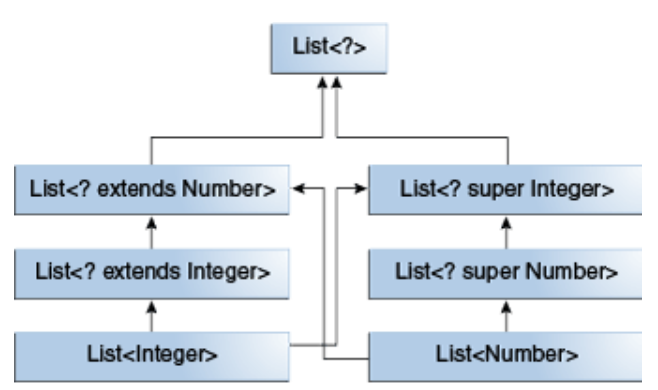 List<?>
List<? extends Number>
List<? super Integer>
List<? extends Integer>
List<? super Number>
List<Integer>
List<Number>